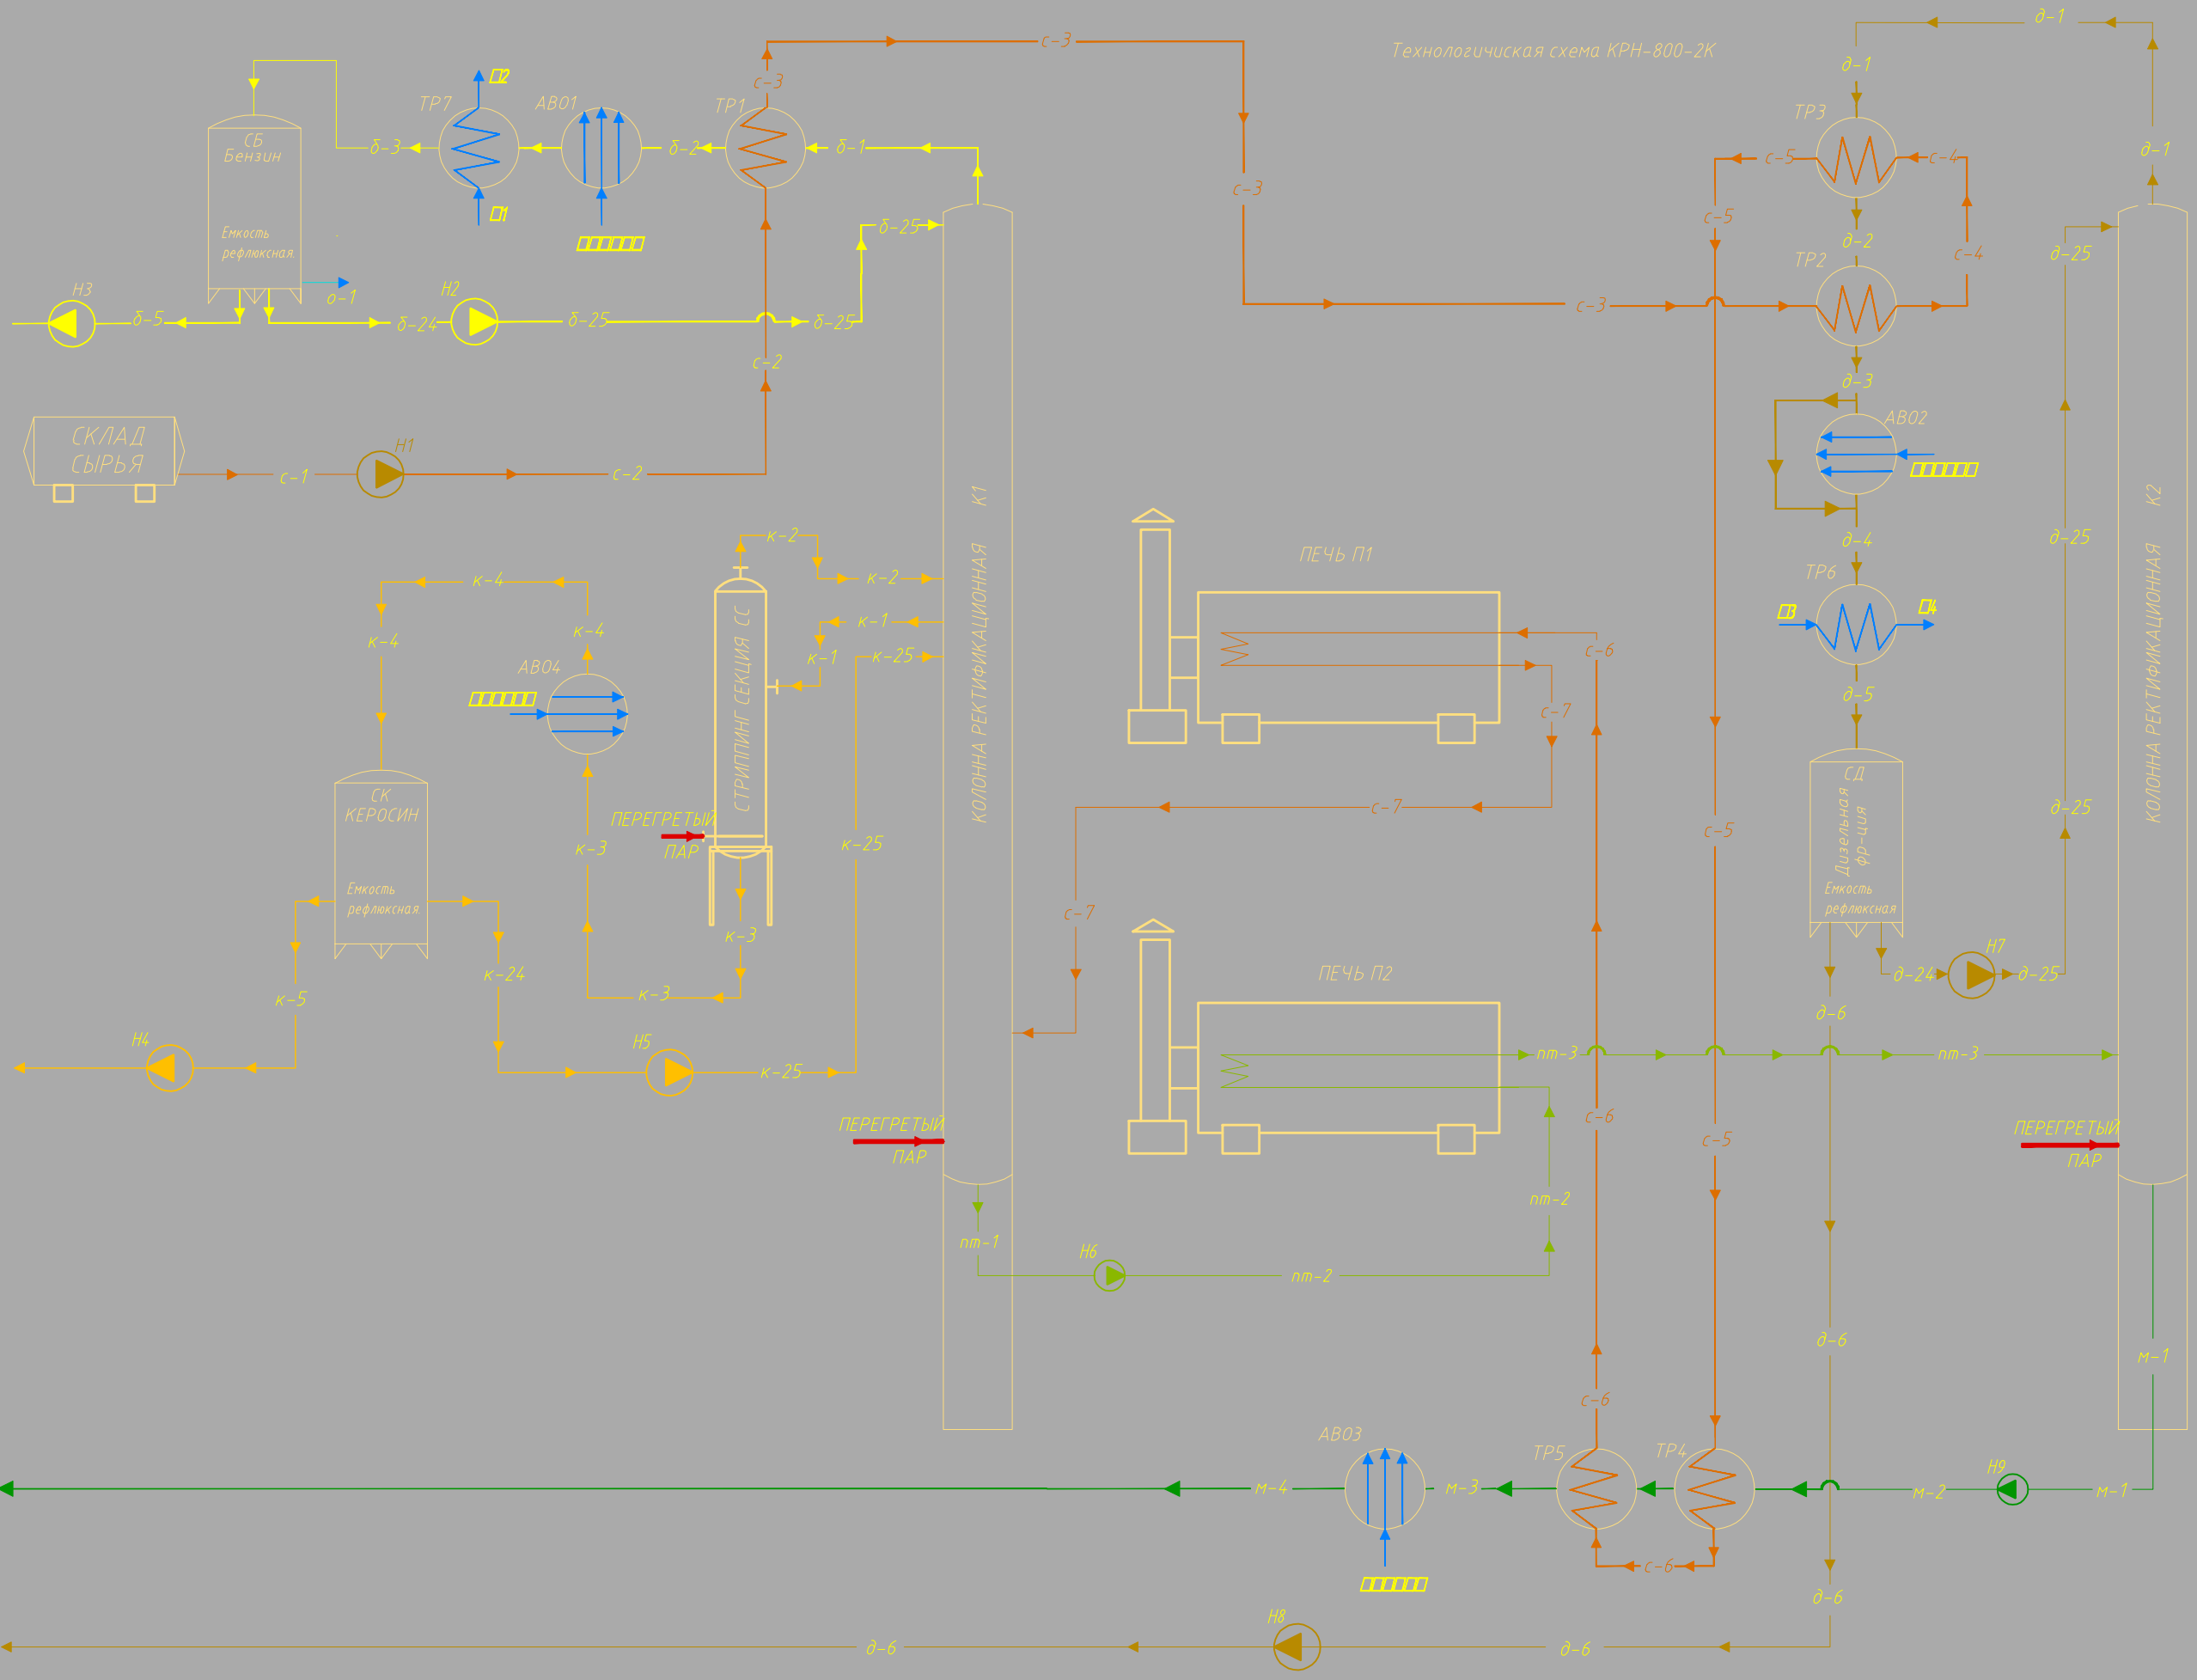 Технологичиская схема КРН-800-2К
д-1
с-3
с-3
д-1
д-1
ТР7
АВО1
ТР1
ТР3
СБ
Бензин
б-3
б-2
б-1
с-5
с-4
с-3
с-5
Емкость
рефлюксная
б-25
д-2
с-4
д-25
ТР2
Н3
о-1
Н2
с-3
б-5
б-24
б-25
б-25
с-2
д-3
АВО2
СКЛАД
СЫРЬЯ
Н1
с-1
с-2
КОЛОННА РЕКТИФИКАЦИОННАЯ К1
КОЛОННА РЕКТИФИКАЦИОННАЯ К2
к-2
д-4
д-25
ПЕЧЬ П1
к-4
к-2
ТР6
к-4
к-4
к-1
к-1
к-25
с-6
АВО4
СТРИППИНГ СЕКЦИЯ СС
с-7
д-5
СК
КЕРОСИН
СД
Дизельная
фр-ция
ПЕРЕГРЕТЫЙ
ПАР
с-7
с-5
д-25
к-3
к-25
Емкость
рефлюксная
Емкость
рефлюксная
с-7
к-3
Н7
к-24
ПЕЧЬ П2
д-24
д-25
к-5
к-3
д-6
Н4
Н5
пт-3
пт-3
к-25
ПЕРЕГРЕТЫЙ
ПАР
с-6
с-5
ПЕРЕГРЕТЫЙ
ПАР
пт-2
пт-1
Н6
пт-2
д-6
м-1
с-6
АВО3
ТР5
ТР4
Н9
м-4
м-3
м-2
м-1
с-6
д-6
Н8
д-6
д-6